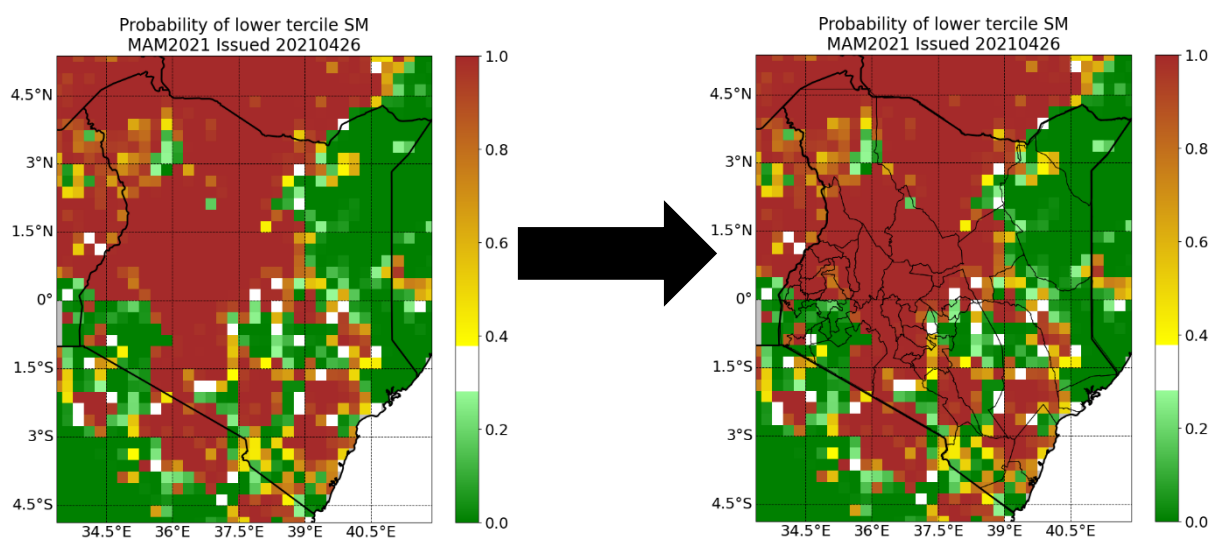 Probability of lower tercile SM
MAM2021 Issued 20210426
4.5°N
3°N
1.5°N
0°
1.5°S
3°S
4.5°S
34.5°E 36°E 37.5°E 39°E 40.5°E
1.0
0.8
0.6
0.4
0.2
0.0
Probability of lower tercile SM
MAM2021 Issued 20210426
4.5°N
3°N
1.5°N
0°
1.5°S
3°S
4.5°S
34.5°E 36°E 37.5°E 39°E 40.5°E
1.0
0.8
0.6
0.4
0.2
0.0